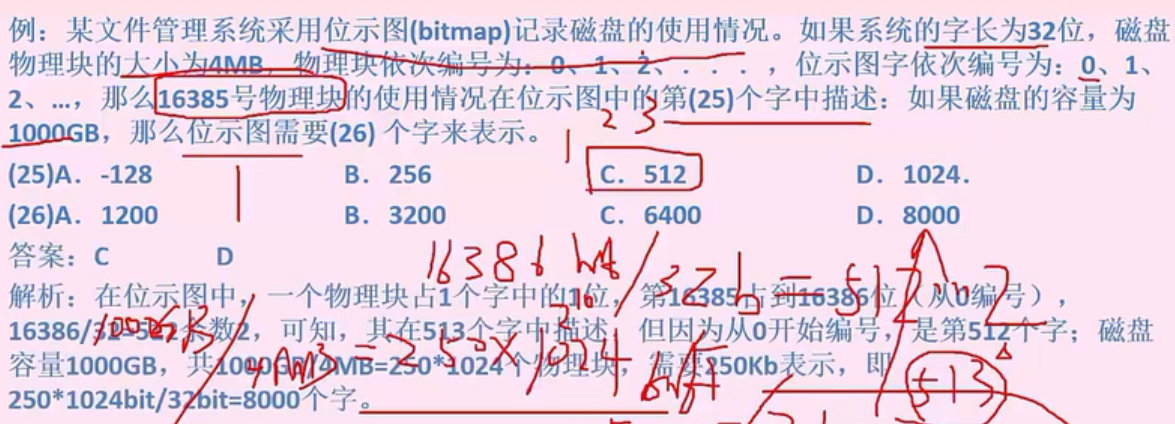 例：某文件管理系统采用位示图(bitmap)记录磁盘的使用情况。如果系统的字长为32位，磁盘
物理块的大小为4MB，物理块依次编号为：0、1、2、...，位示图字依次编号为：0、1、
2、…，那么16385号物理块的使用情况在位示图中的第(25)个字中描述：如果磁盘的容量为
1000GB，那么位示图需要(26) 个字来表示。
2 3
1
(25)A. -128 B. 256 C. 512 D. 1024.
(26)A. 1200 B. 3200 C. 6400 D. 8000
答案：C D
16386 bit/32b=512 2
解析：在位示图中，一个物理块占1个字中的1位，第16385占到16386位（从0编号），
16386/32=512余数2，可知，其在513个字中描述，但因为从0开始编号，是第512个字；磁盘
513
容量1000GB，共1000GB/4MB=250*1024个物理块，需要250Kb表示，即
250*1024bit/32bit=8000个字。